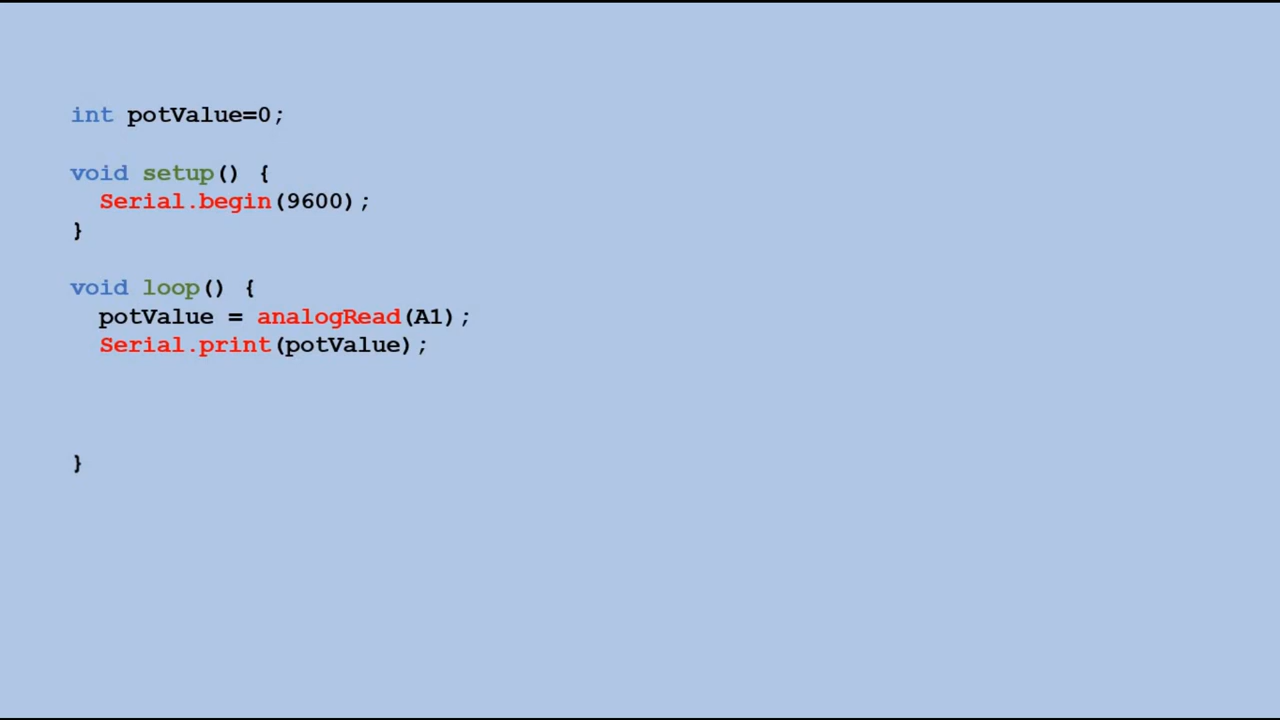 int potValue=0;
void setup() {
  Serial.begin(9600);
}
void loop() {
  potValue = analogRead(A1);
  Serial.print(potValue);
}